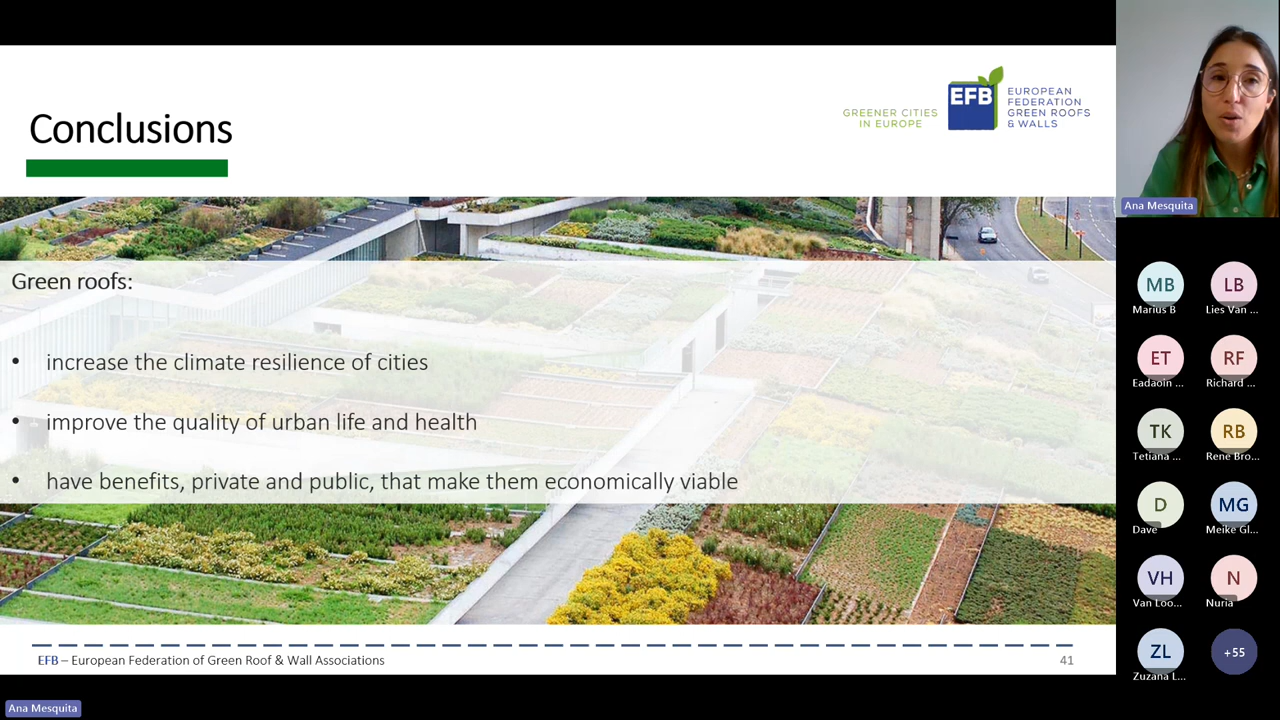 Conclusions
GREENER CITIES
IN EUROPE
EFB
EUROPEAN
FEDERATION
GREEN ROOFS
& WALLS
Green roofs:
• increase the climate resilience of cities
• improve the quality of urban life and health
• have benefits, private and public, that make them economically viable
EFB – European Federation of Green Roof & Wall Associations
41
Ana Mesquita
Ana Mesquita
MB
LB
Marius B
Lies Van ...
ET
RF
Eadaoin ...
Richard ...
TK
RB
Tetiana ...
Rene Bro...
D
MG
Dave
Meike Gl...
VH
N
Van Loo...
Nuria
ZL
+55
Zuzana L...